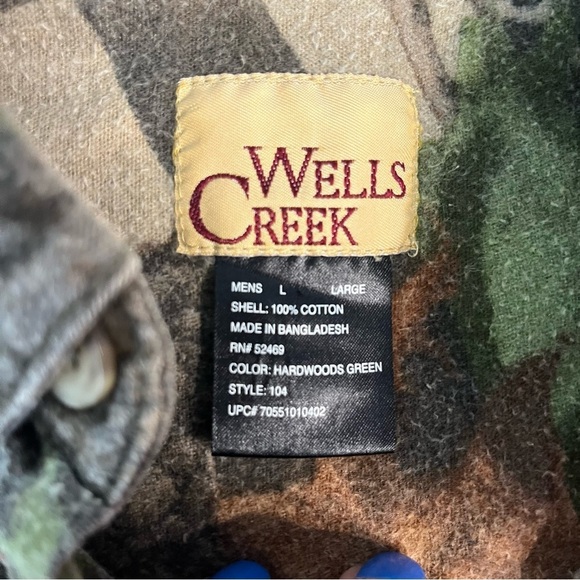 WELLS
CREEK
MENS L LARGE
SHELL: 100% COTTON
MADE IN BANGLADESH
RN# 52469
COLOR: HARDWOODS GREEN
STYLE: 104
UPC# 70551010402